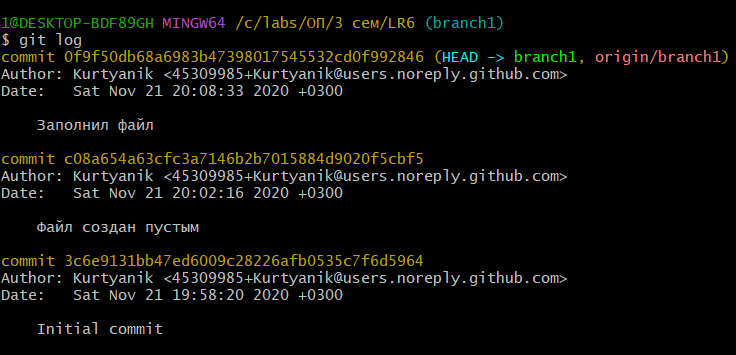 1@DESKTOP-BDF89GH MINGW64 /c/labs/ОП/3 сем/LR6 (branch1)
$ git log
commit 0f9f50db68a6983b47398017545532cd0f992846 (HEAD -> branch1, origin/branch1)
Author: Kurtyanik <45309985+Kurtyanik@users.noreply.github.com>
Date:   Sat Nov 21 20:08:33 2020 +0300
Заполнил файл
commit c08a654a63cfc3a7146b2b7015884d9020f5cbf5
Author: Kurtyanik <45309985+Kurtyanik@users.noreply.github.com>
Date:   Sat Nov 21 20:02:16 2020 +0300
Файл создан пустым
commit 3c6e9131bb47ed6009c28226afb0535c7f6d5964
Author: Kurtyanik <45309985+Kurtyanik@users.noreply.github.com>
Date:   Sat Nov 21 19:58:20 2020 +0300
Initial commit